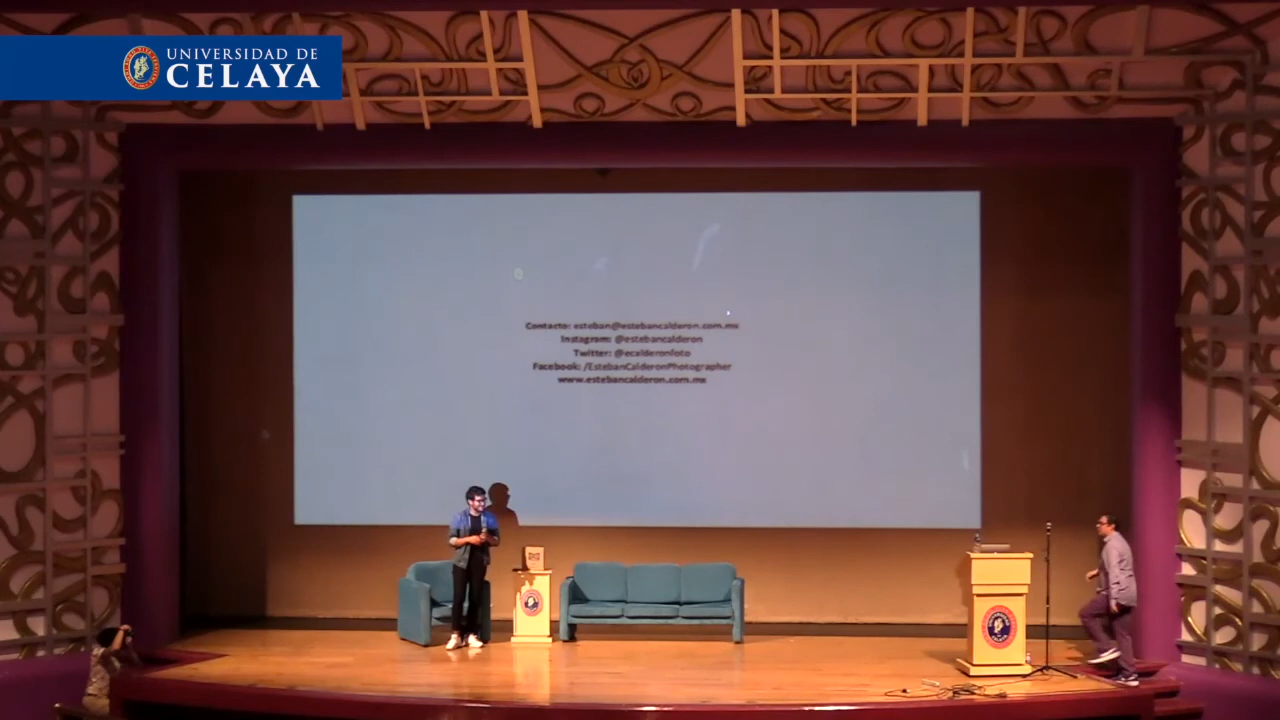 UNIVERSIDAD DE
CELAYA
Contacto: esteban@estebancalderon.com.mx
Instagram: @estebancalderon
Twitter: @ecalderonfoto
Facebook: /EstebanCalderonPhotographer
www.estebancalderon.com.mx